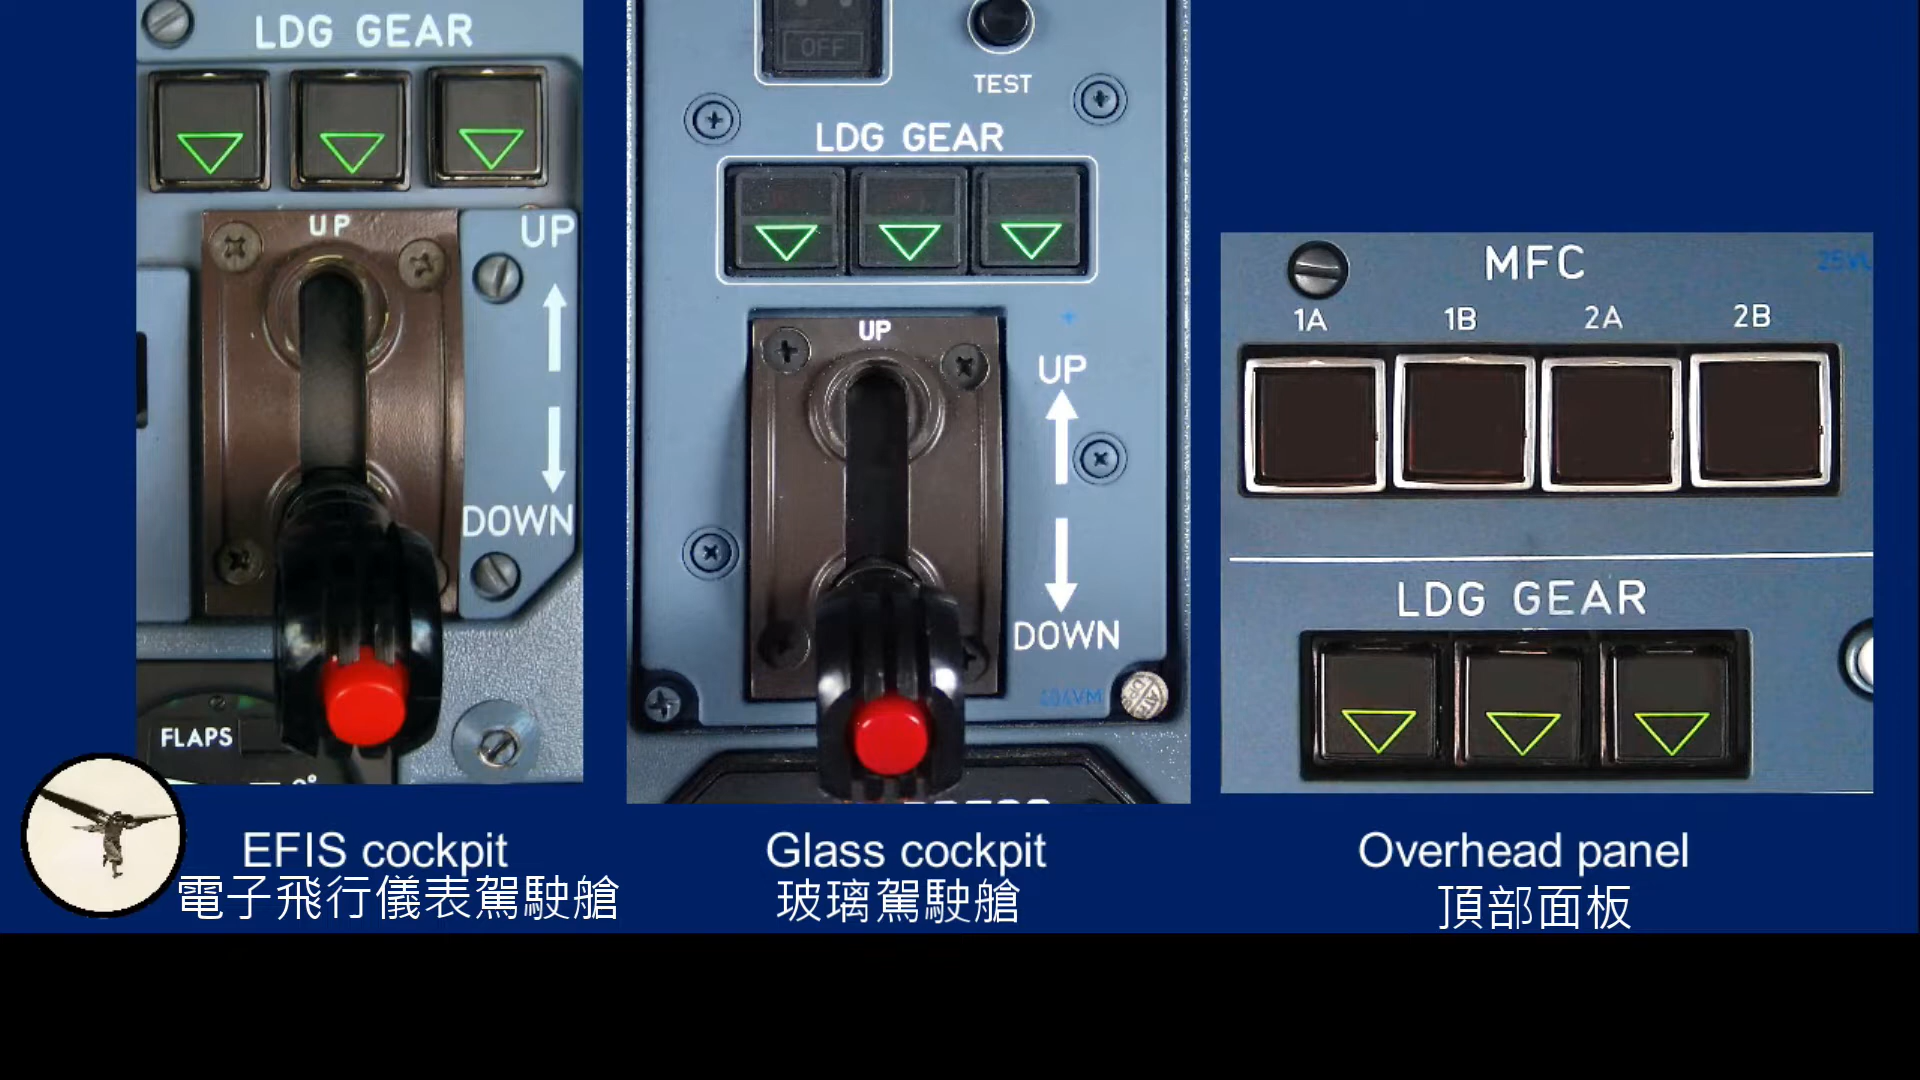 LDG GEAR
UP
UP
DOWN
FLAPS
0°
EFIS cockpit
電子飛行儀表駕駛艙
OFF
TEST
LDG GEAR
UP
UP
DOWN
Glass cockpit
玻璃駕駛艙
MFC
1A 1B 2A 2B
LDG GEAR
Overhead panel
頂部面板